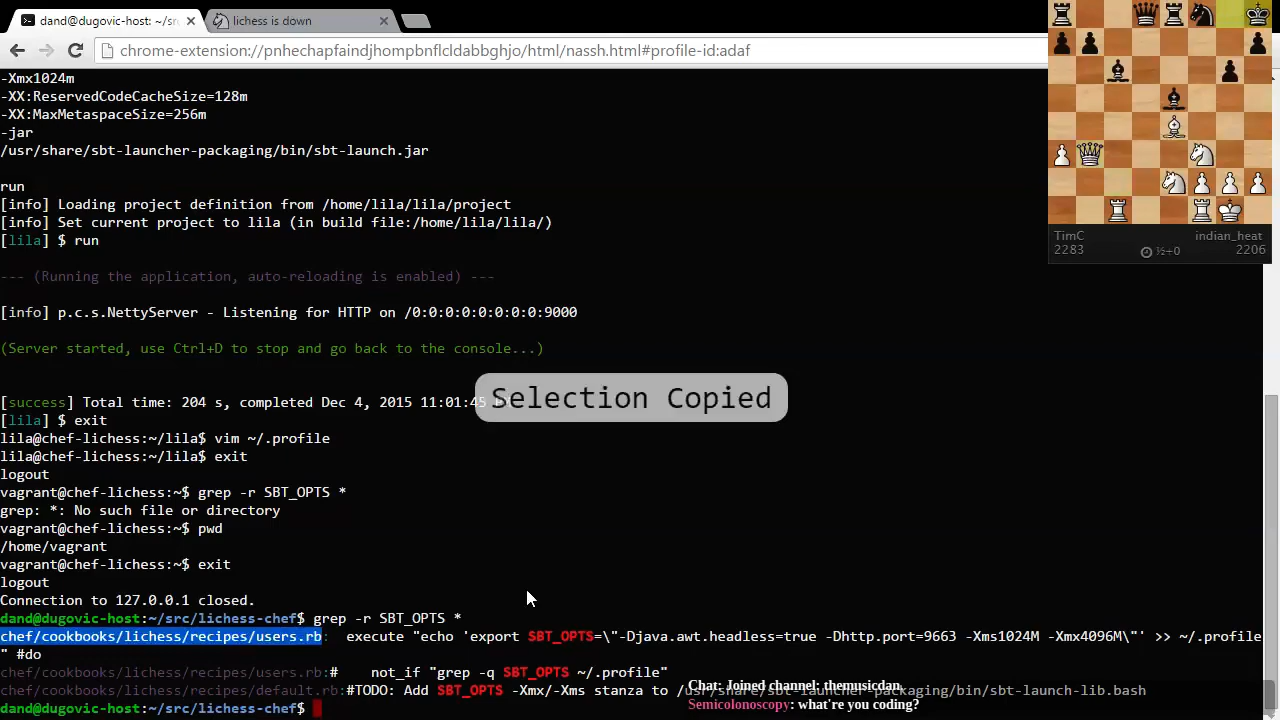 dand@dugovic-host: ~/sr
lichess is down
chrome-extension://pnhechapfaindjhompbnflcldabbghjo/html/nassh.html#profile-id:adaf
-Xmx1024m
-XX:ReservedCodeCacheSize=128m
-XX:MaxMetaspaceSize=256m
-jar
/usr/share/sbt-launcher-packaging/bin/sbt-launch.jar
run
[info] Loading project definition from /home/lila/lila/project
[info] Set current project to lila (in build file:/home/lila/lila/)
[lila] $ run
--- (Running the application, auto-reloading is enabled) ---
[info] p.c.s.NettyServer - Listening for HTTP on /0:0:0:0:0:0:0:0:9000
(Server started, use Ctrl+D to stop and go back to the console...)
[success] Total time: 204 s, completed Dec 4, 2015 11:01:45
Selection Copied
[lila] $ exit
lila@chef-lichess:~/lila$ vim ~/.profile
lila@chef-lichess:~/lila$ exit
logout
vagrant@chef-lichess:~$ grep -r SBT_OPTS *
grep: *: No such file or directory
vagrant@chef-lichess:~$ pwd
/home/vagrant
vagrant@chef-lichess:~$ exit
logout
Connection to 127.0.0.1 closed.
dand@dugovic-host:~/src/lichess-chef$ grep -r SBT_OPTS *
chef/cookbooks/lichess/recipes/users.rb:  execute "echo 'export SBT_OPTS=\"-Djava.awt.headless=true -Dhttp.port=9663 -Xms1024M -Xmx4096M\"' >> ~/.profile
" #do
chef/cookbooks/lichess/recipes/users.rb:#    not_if "grep -q SBT_OPTS ~/.profile"
chef/cookbooks/lichess/recipes/default.rb:#TODO: Add SBT_OPTS -Xmx/-Xms stanza to /usr/share/sbt-launcher-packaging/bin/sbt-launch-lib.bash
dand@dugovic-host:~/src/lichess-chef$
TimC indian_heat
2283 ½+0 2206
Chat: Joined channel: themusicdan.
Semicolonoscopy: what're you coding?